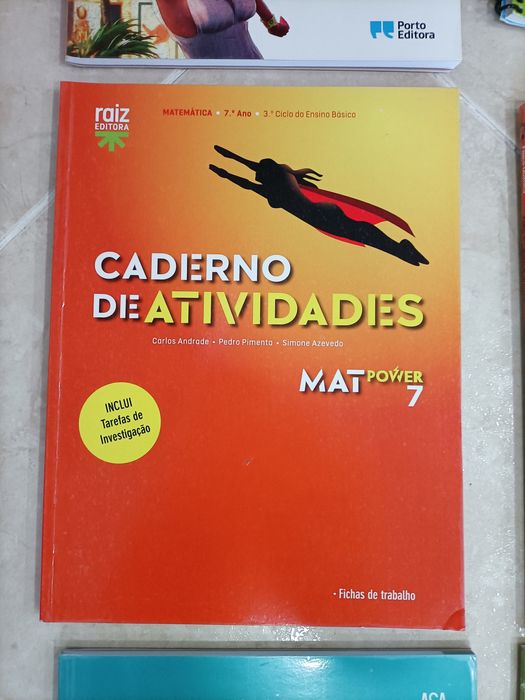 Porto
Editora
raiz
EDITORA
MATEMÁTICA • 7.º Ano • 3.º Ciclo do Ensino Básico
CADERNO
DE ATIVIDADES
Carlos Andrade • Pedro Pimenta • Simone Azevedo
MAT POWER
7
INCLUI
Tarefas de
Investigação
• Fichas de trabalho